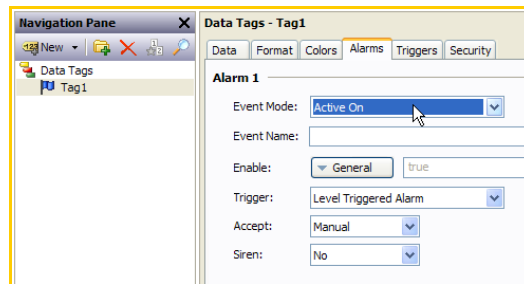 Navigation Pane X
New
Data Tags
Tag1
Data Tags - Tag1
Data Format Colors Alarms Triggers Security
Alarm 1
Event Mode: Active On
Event Name:
Enable: General true
Trigger: Level Triggered Alarm
Accept: Manual
Siren: No